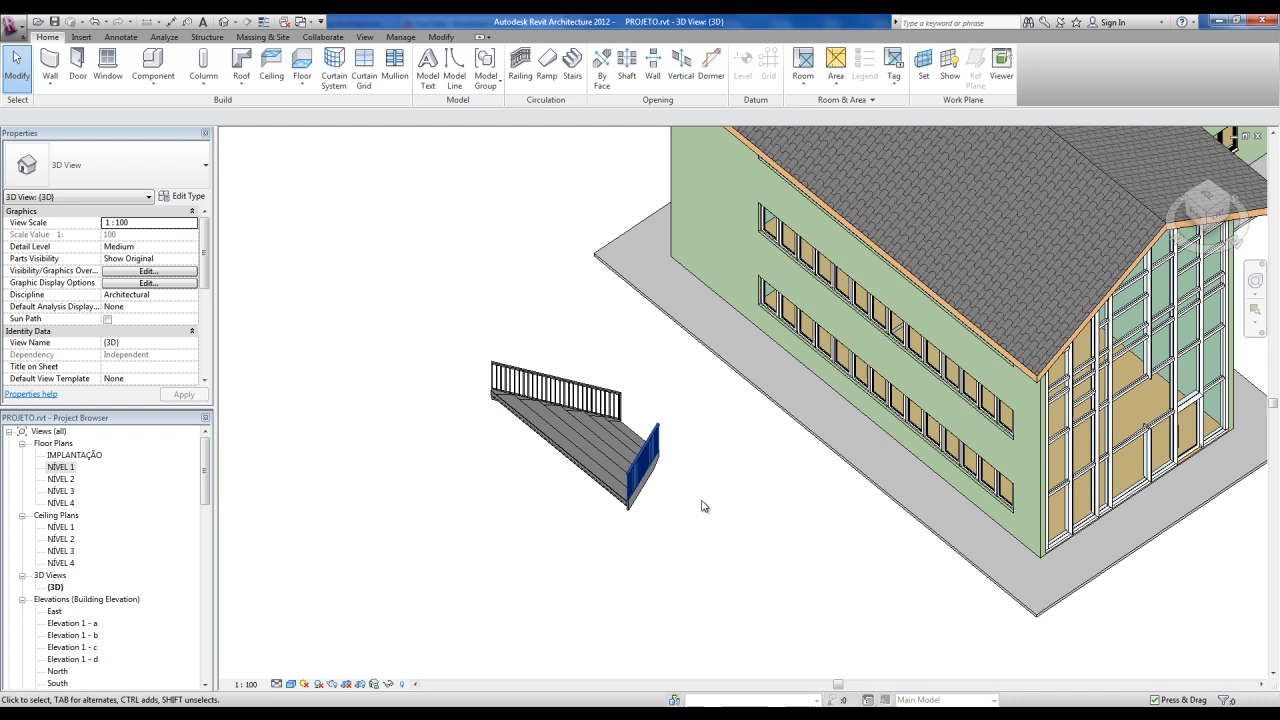 Autodesk Revit Architecture 2012 - PROJETO.rvt - 3D View: {3D}
Type a keyword or phrase
Sign In
Home Insert Annotate Analyze Structure Massing & Site Collaborate View Manage Modify
Modify Wall Door Window Component Column Roof Ceiling Floor Curtain System Curtain Grid Mullion Model Text Model Line Model Group Railing Ramp Stairs By Face Shaft Wall Vertical Dormer Level Grid Room Area Legend Tag Set Show Ref Plane Viewer
Select Build Model Circulation Opening Datum Room & Area Work Plane
Properties
3D View
3D View: {3D} Edit Type
Graphics
View Scale 1 : 100
Scale Value 1: 100
Detail Level Medium
Parts Visibility Show Original
Visibility/Graphics Over... Edit...
Graphic Display Options Edit...
Discipline Architectural
Default Analysis Display... None
Sun Path
Identity Data
View Name {3D}
Dependency Independent
Title on Sheet
Default View Template None
Properties help Apply
PROJETO.rvt - Project Browser
Views (all)
Floor Plans
IMPLANTAÇÃO
NÍVEL 1
NÍVEL 2
NÍVEL 3
NÍVEL 4
Ceiling Plans
NÍVEL 1
NÍVEL 2
NÍVEL 3
NÍVEL 4
3D Views
{3D}
Elevations (Building Elevation)
East
Elevation 1 - a
Elevation 1 - b
Elevation 1 - c
Elevation 1 - d
North
South
1 : 100
Click to select, TAB for alternates, CTRL adds, SHIFT unselects.
:0
Main Model
Press & Drag
:0